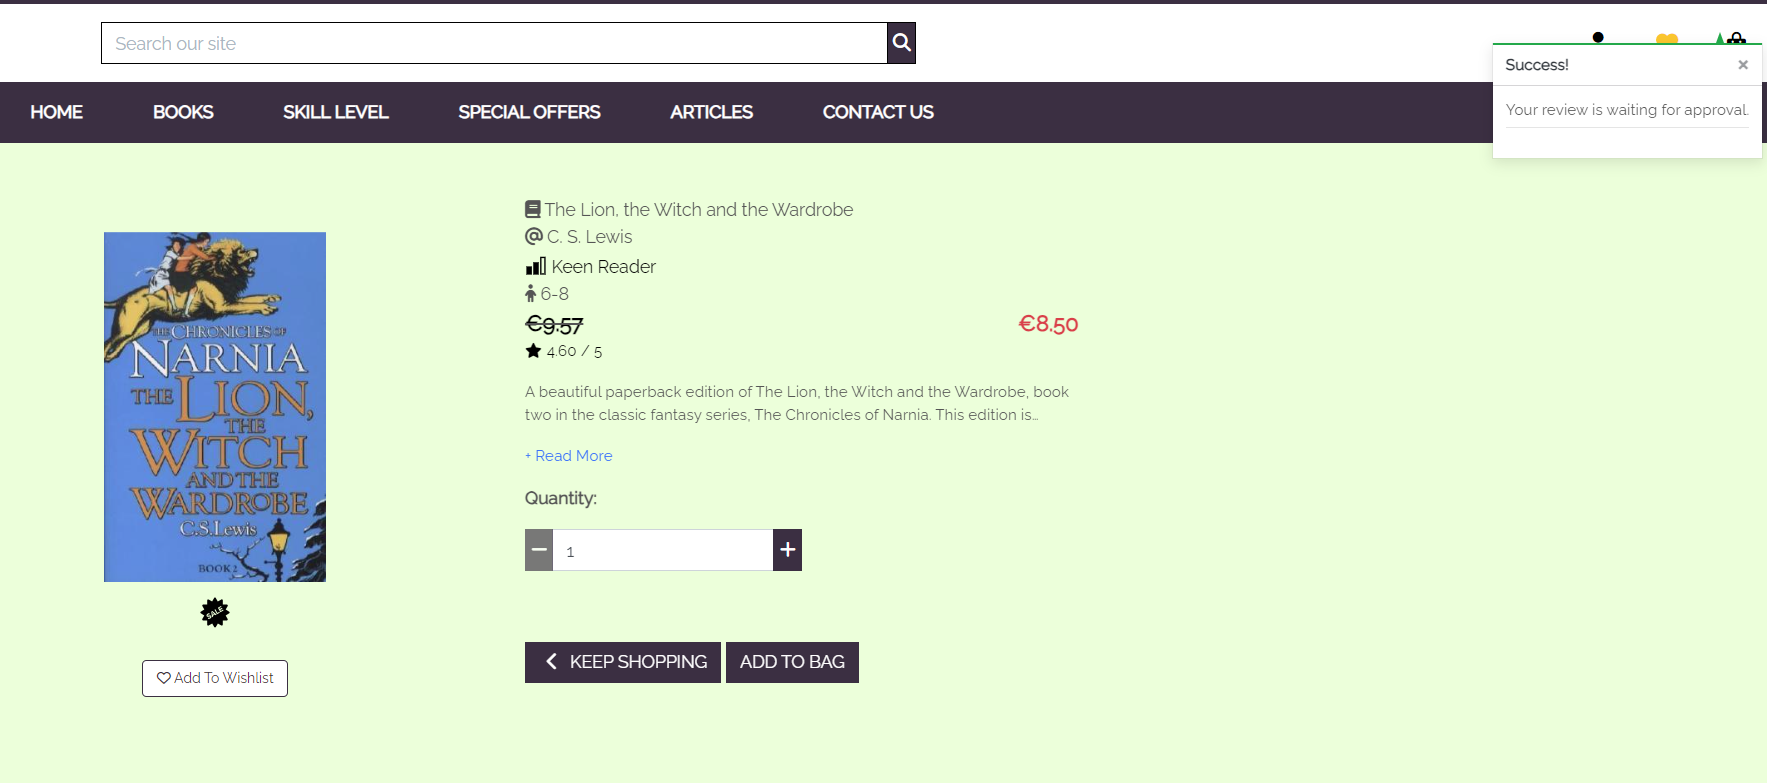 Search our site
Success!
×
HOME BOOKS SKILL LEVEL SPECIAL OFFERS ARTICLES CONTACT US
Your review is waiting for approval.
The Lion, the Witch and the Wardrobe
C. S. Lewis
Keen Reader
6-8
€9.57 €8.50
4.60 / 5
A beautiful paperback edition of The Lion, the Witch and the Wardrobe, book
two in the classic fantasy series, The Chronicles of Narnia. This edition is...
+ Read More
Quantity:
1
KEEP SHOPPING ADD TO BAG
THE CHRONICLES OF
NARNIA
THE LION,
THE
WITCH
AND THE
WARDROBE
C.S.Lewis
BOOK 2
SALE
Add To Wishlist